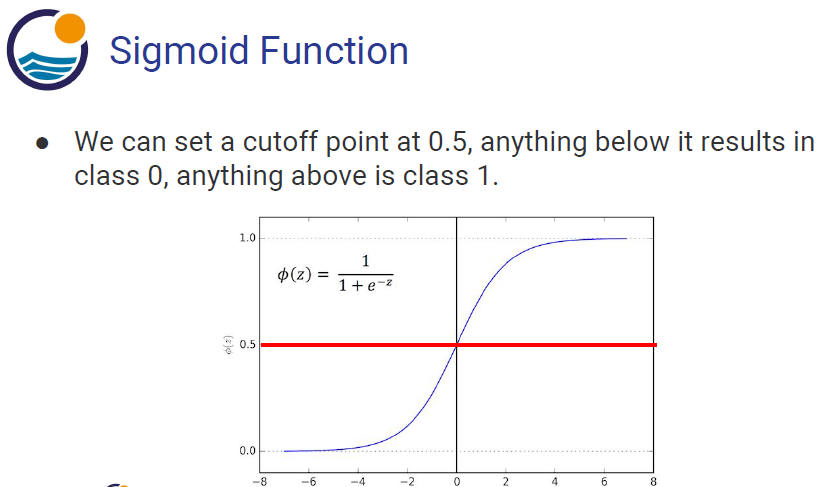 Sigmoid Function
● We can set a cutoff point at 0.5, anything below it results in
class 0, anything above is class 1.
1.0
ϕ(z) = 1 / (1 + e^−z)
ϕ(z)
0.5
0.0
−8 −6 −4 −2 0 2 4 6 8